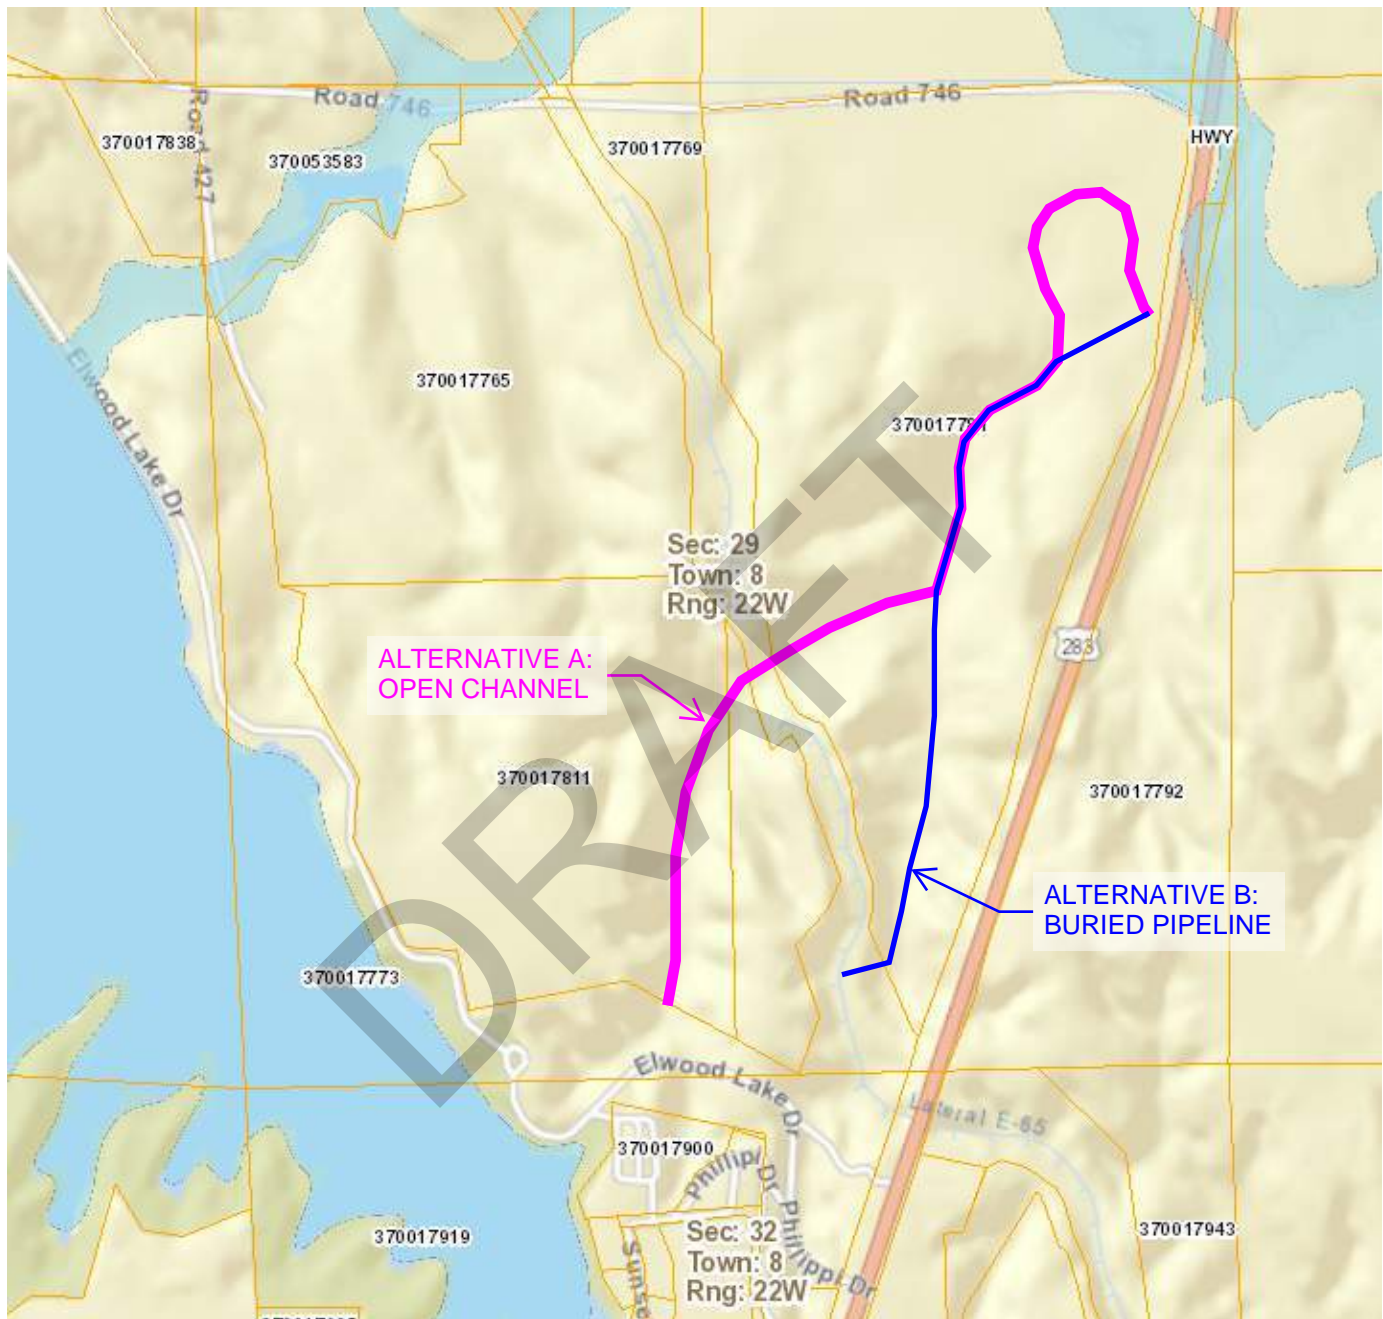 Road 746
Road 746
Road 427
HWY
370017838
370053583
370017769
Elwood Lake Dr
370017765
Sec: 29
Town: 8
Rng: 22W
283
ALTERNATIVE A:
OPEN CHANNEL
370017811
370017792
ALTERNATIVE B:
BURIED PIPELINE
370017773
DRAFT
Elwood Lake Dr
Lateral E-65
370017900
Phillipi Dr
Phillippi Dr
370017919
Sec: 32
Town: 8
Rng: 22W
370017943